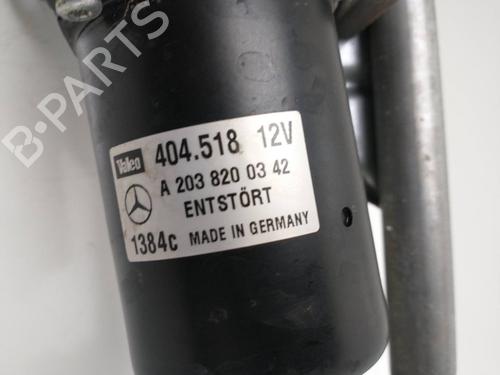 B-PARTS
Valeo 404.518 12V
A 203 820 03 42
ENTSTÖRT
1384c MADE IN GERMANY